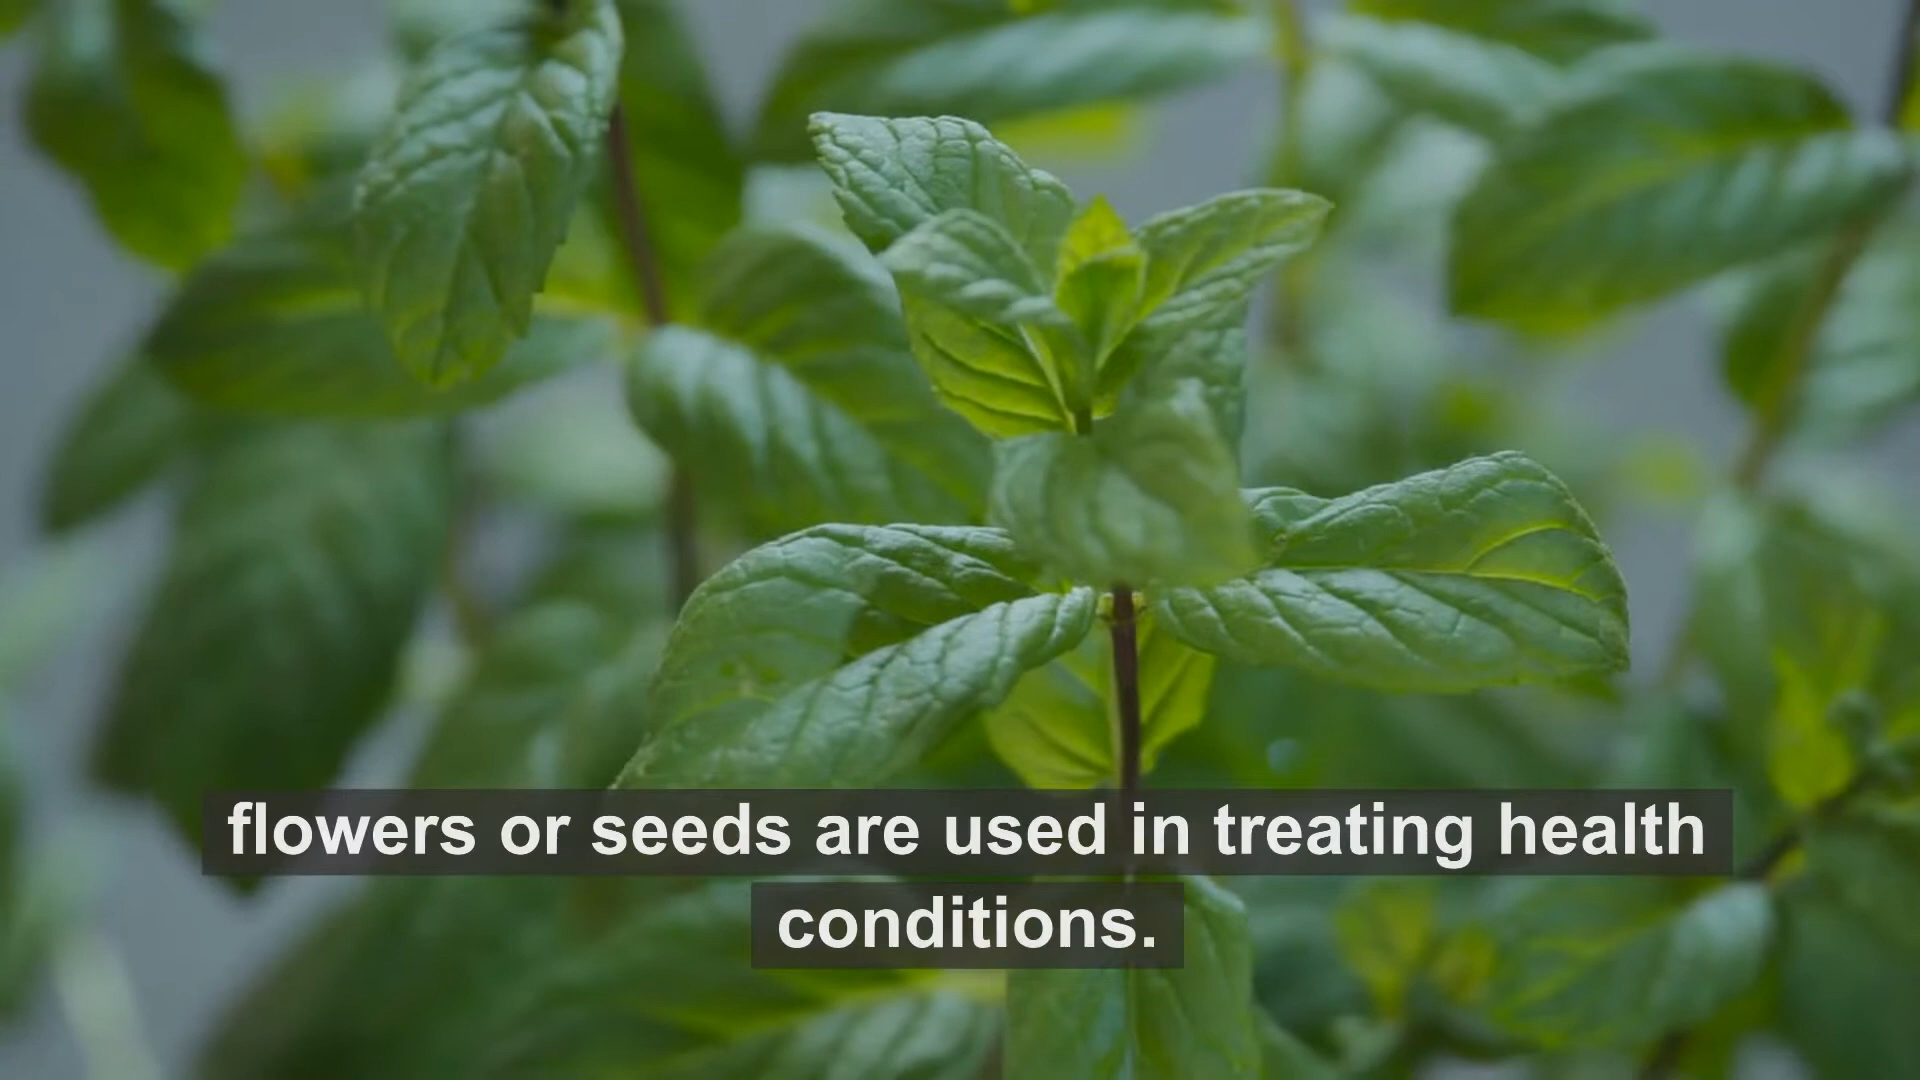 flowers or seeds are used in treating health
conditions.